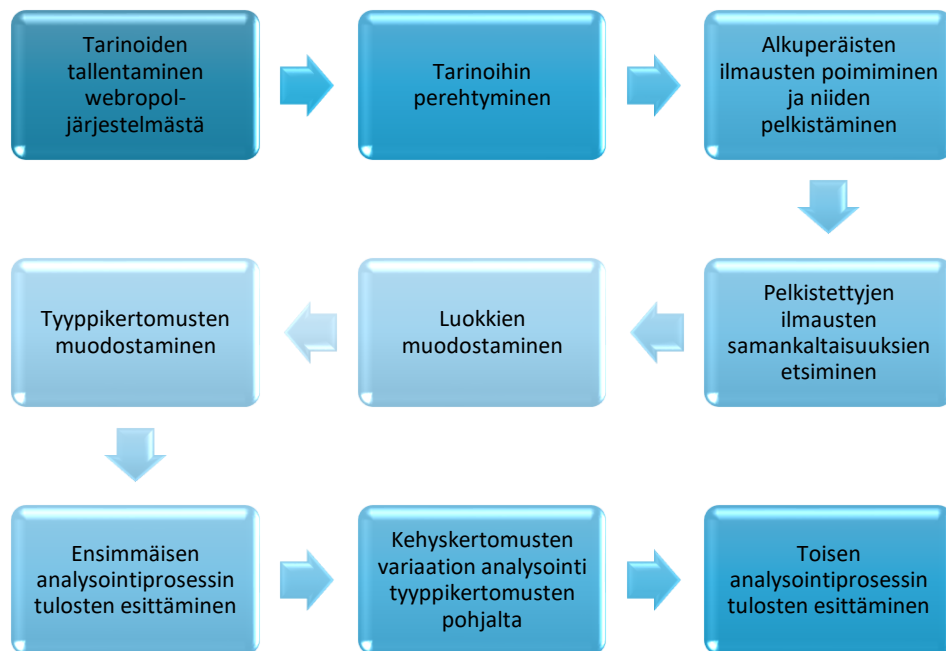 Tarinoiden
tallentaminen
webropol-
järjestelmästä
Tarinoihin
perehtyminen
Alkuperäisten
ilmausten poimiminen
ja niiden
pelkistäminen
Pelkistettyjen
ilmausten
samankaltaisuuksien
etsiminen
Luokkien
muodostaminen
Tyyppikertomusten
muodostaminen
Ensimmäisen
analysointiprosessin
tulosten esittäminen
Kehyskertomusten
variaation analysointi
tyyppikertomusten
pohjalta
Toisen
analysointiprosessin
tulosten esittäminen